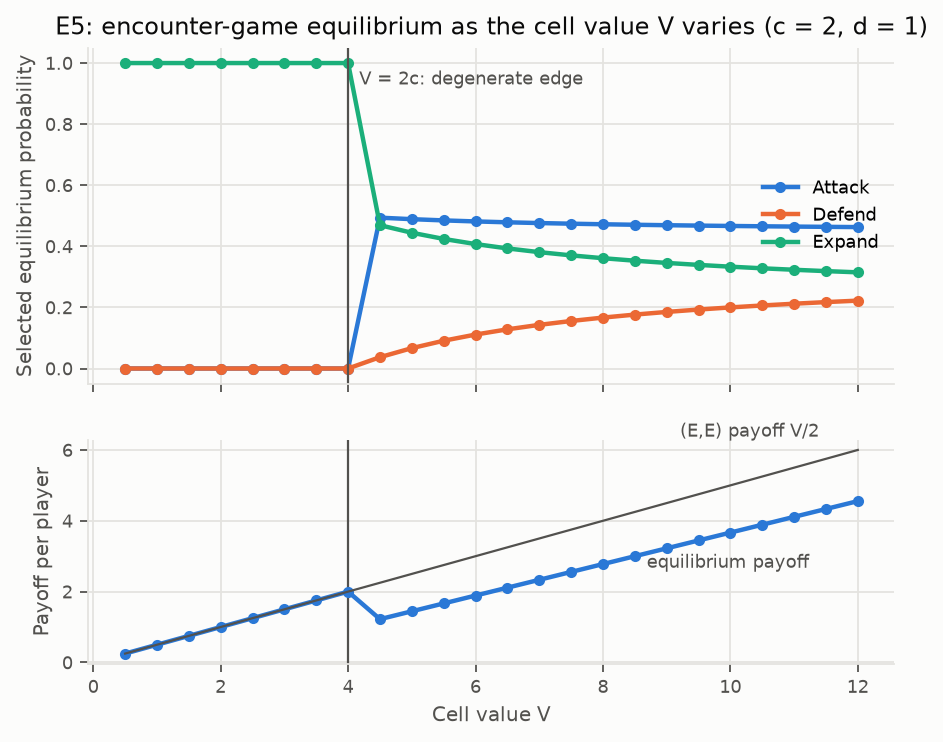 E5: encounter-game equilibrium as the cell value V varies (c = 2, d = 1)
Selected equilibrium probability
1.0
0.8
0.6
0.4
0.2
0.0
V = 2c: degenerate edge
Attack
Defend
Expand
Payoff per player
6
4
2
0
(E,E) payoff V/2
equilibrium payoff
0 2 4 6 8 10 12
Cell value V